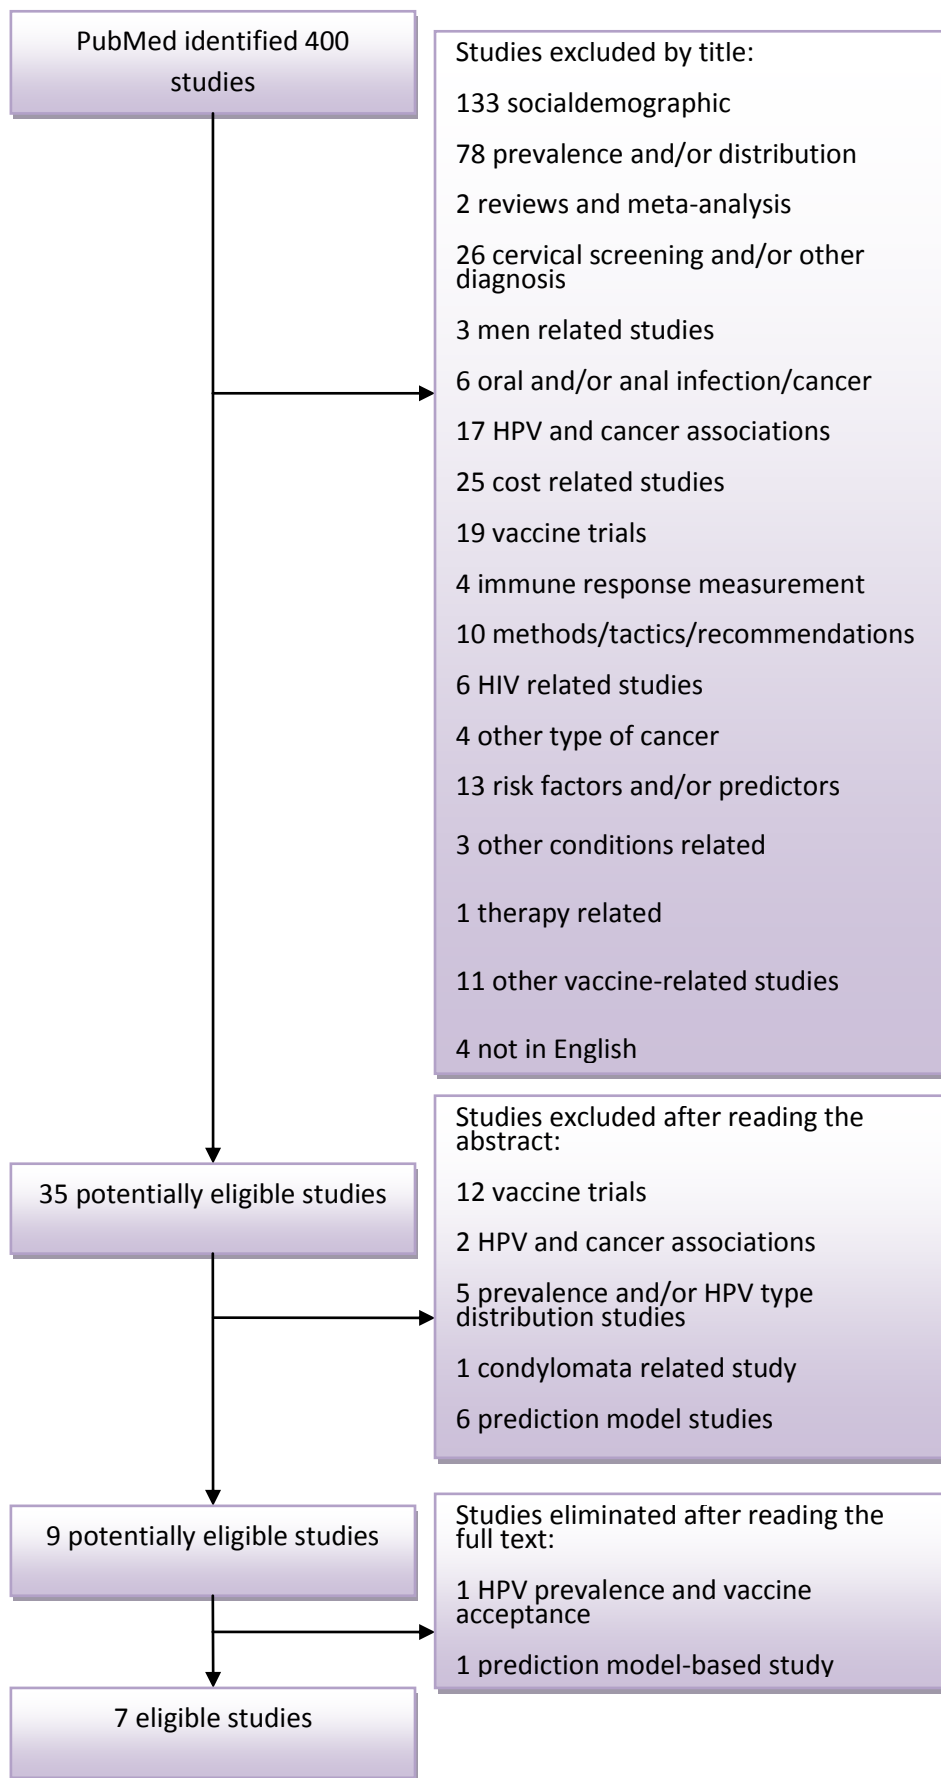 PubMed identified 400
studies
Studies excluded by title:
133 socialdemographic
78 prevalence and/or distribution
2 reviews and meta-analysis
26 cervical screening and/or other
diagnosis
3 men related studies
6 oral and/or anal infection/cancer
17 HPV and cancer associations
25 cost related studies
19 vaccine trials
4 immune response measurement
10 methods/tactics/recommendations
6 HIV related studies
4 other type of cancer
13 risk factors and/or predictors
3 other conditions related
1 therapy related
11 other vaccine-related studies
4 not in English
35 potentially eligible studies
Studies excluded after reading the
abstract:
12 vaccine trials
2 HPV and cancer associations
5 prevalence and/or HPV type
distribution studies
1 condylomata related study
6 prediction model studies
9 potentially eligible studies
Studies eliminated after reading the
full text:
1 HPV prevalence and vaccine
acceptance
1 prediction model-based study
7 eligible studies